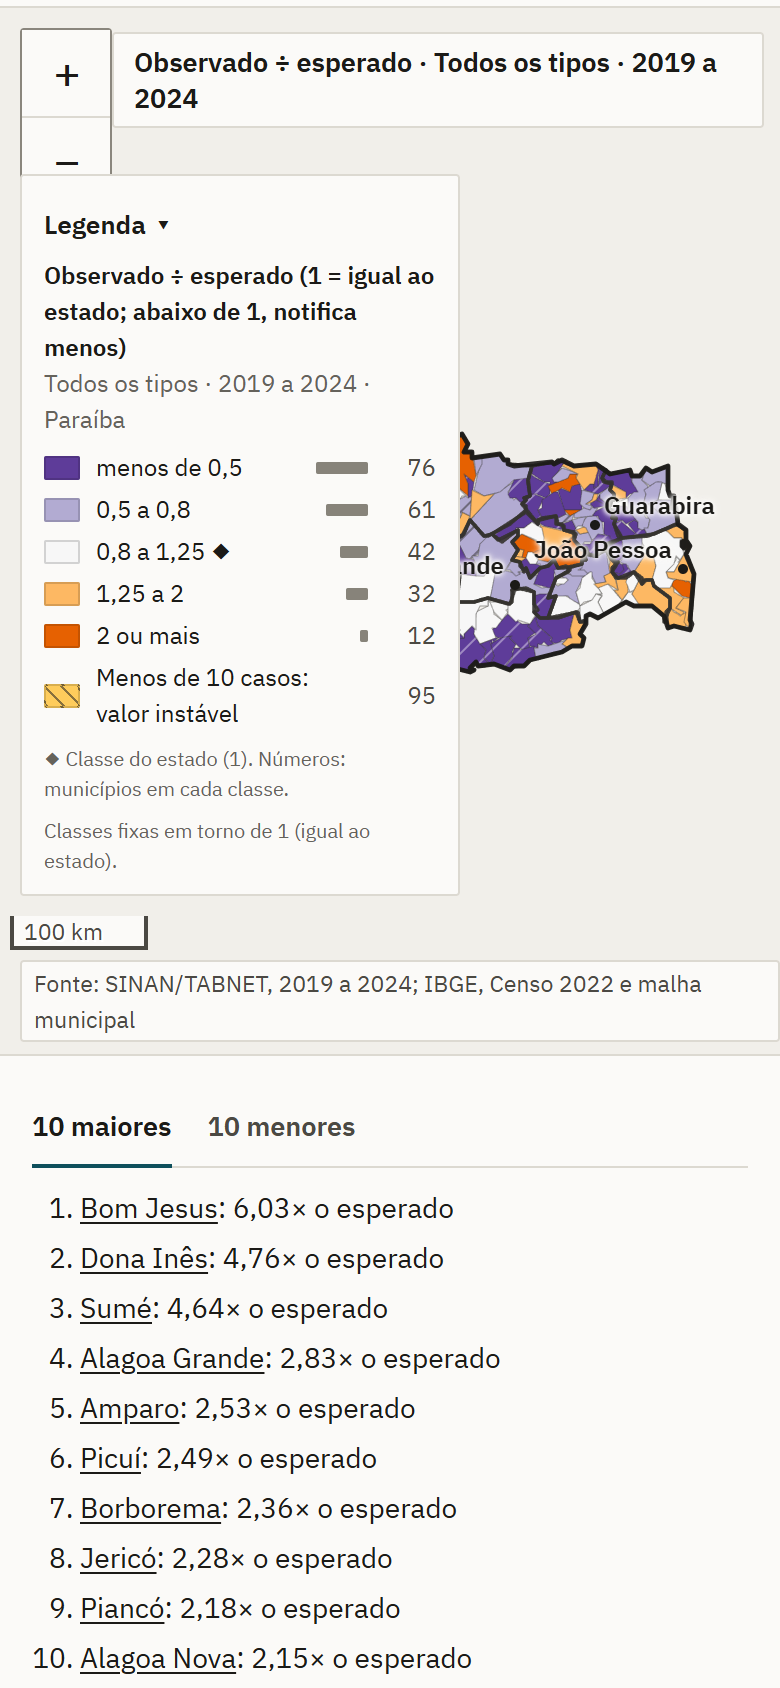 +
Observado ÷ esperado · Todos os tipos · 2019 a
2024
−
Legenda ▼
Observado ÷ esperado (1 = igual ao
estado; abaixo de 1, notifica
menos)
Todos os tipos · 2019 a 2024 ·
Paraíba
menos de 0,5 76
0,5 a 0,8 61
0,8 a 1,25 ◆ 42
1,25 a 2 32
2 ou mais 12
Menos de 10 casos:
valor instável 95
◆ Classe do estado (1). Números:
municípios em cada classe.
Classes fixas em torno de 1 (igual ao
estado).
Guarabira
João Pessoa
nde
100 km
Fonte: SINAN/TABNET, 2019 a 2024; IBGE, Censo 2022 e malha
municipal
10 maiores 10 menores
1. Bom Jesus: 6,03× o esperado
2. Dona Inês: 4,76× o esperado
3. Sumé: 4,64× o esperado
4. Alagoa Grande: 2,83× o esperado
5. Amparo: 2,53× o esperado
6. Picuí: 2,49× o esperado
7. Borborema: 2,36× o esperado
8. Jericó: 2,28× o esperado
9. Piancó: 2,18× o esperado
10. Alagoa Nova: 2,15× o esperado